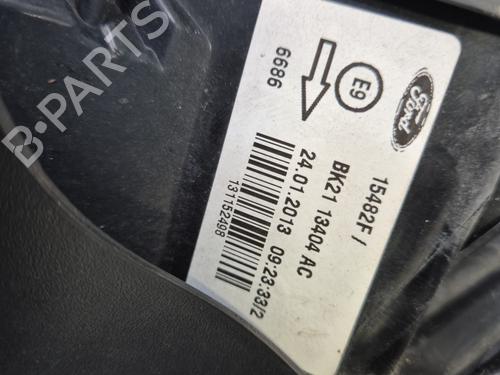 Ford
15482F /
E9
6686
BK21 13404 AC
24.01.2013 09:23:33/2
131152498
B-PARTS